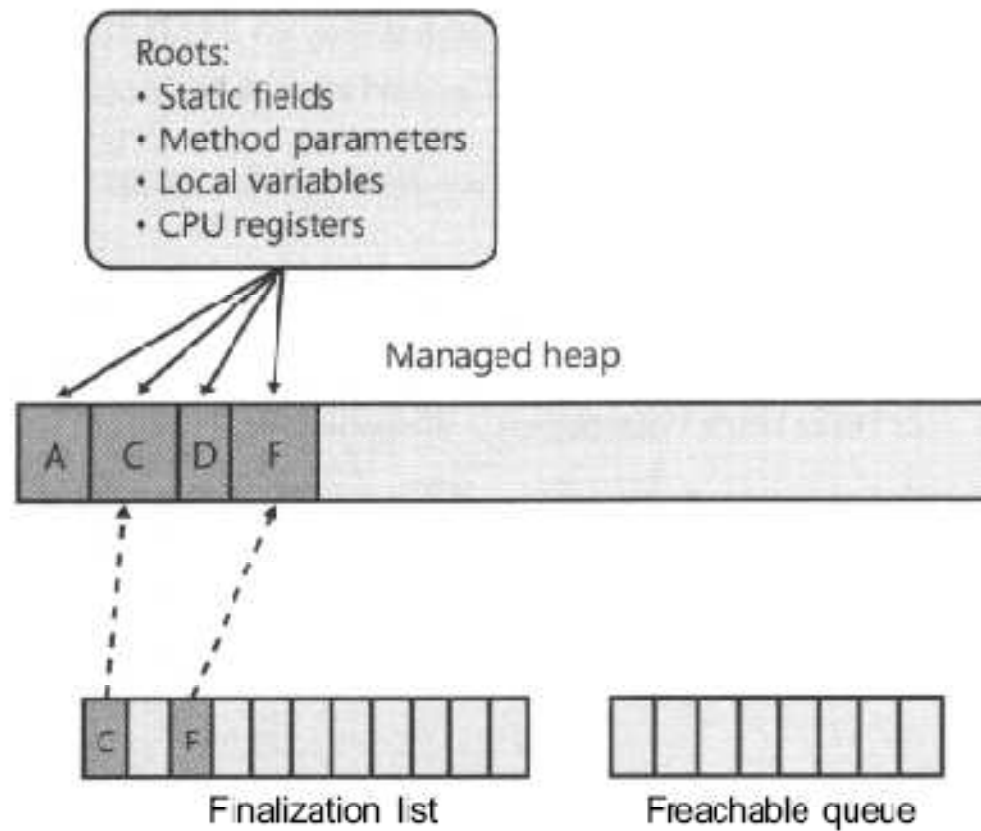 Roots:
• Static fields
• Method parameters
• Local variables
• CPU registers
Managed heap
A C D F
C F
Finalization list
Freachable queue